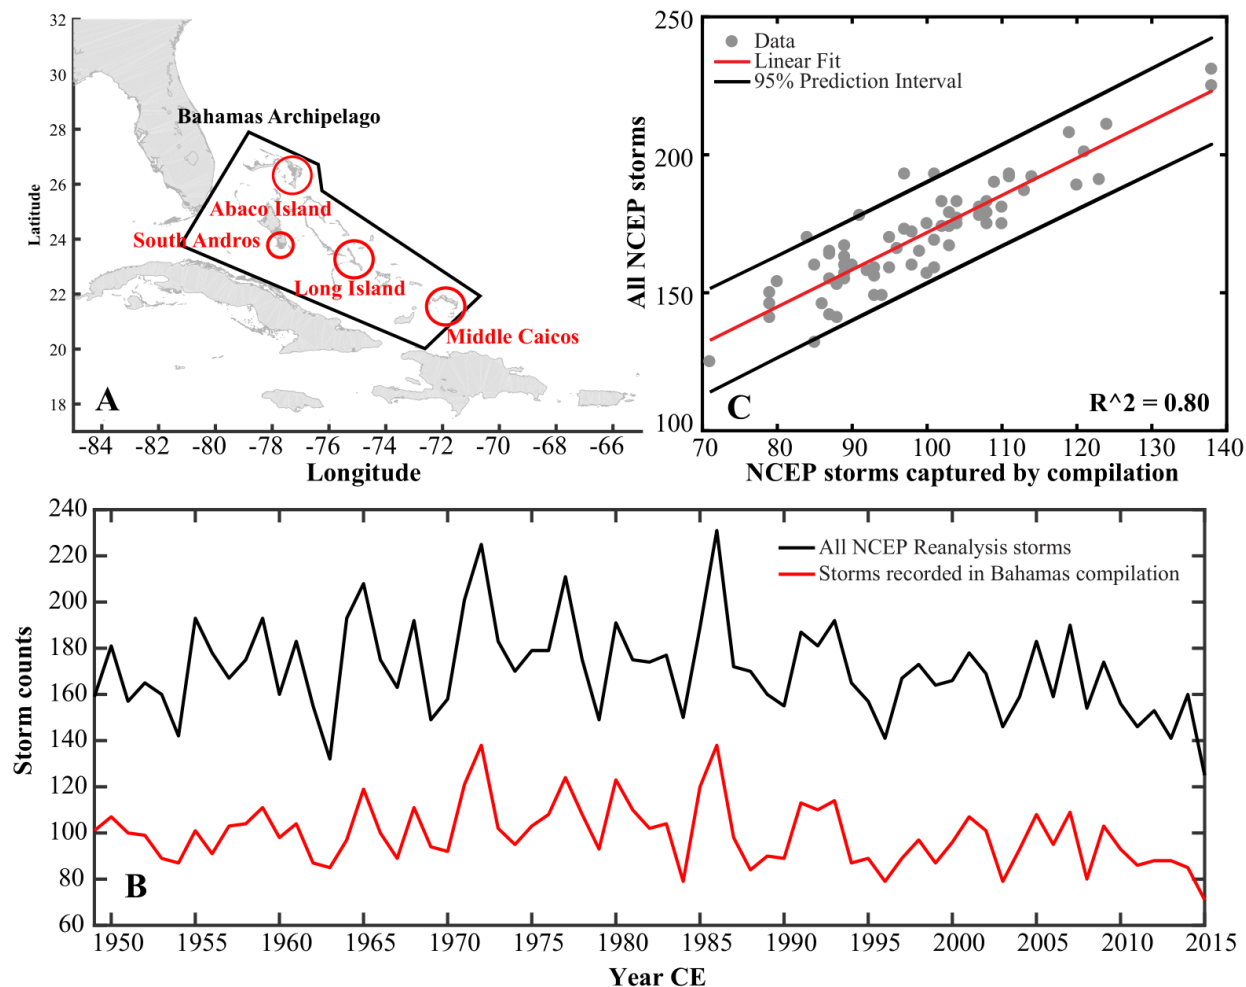 32
30
28
26
24
22
20
18
Latitude
Bahamas Archipelago
Abaco Island
South Andros
Long Island
Middle Caicos
A
-84 -82 -80 -78 -76 -74 -72 -70 -68 -66
Longitude
250
200
150
100
All NCEP storms
Data
Linear Fit
95% Prediction Interval
C
R^2 = 0.80
70 80 90 100 110 120 130 140
NCEP storms captured by compilation
240
220
200
180
160
140
120
100
80
60
Storm counts
All NCEP Reanalysis storms
Storms recorded in Bahamas compilation
B
1950 1955 1960 1965 1970 1975 1980 1985 1990 1995 2000 2005 2010 2015
Year CE